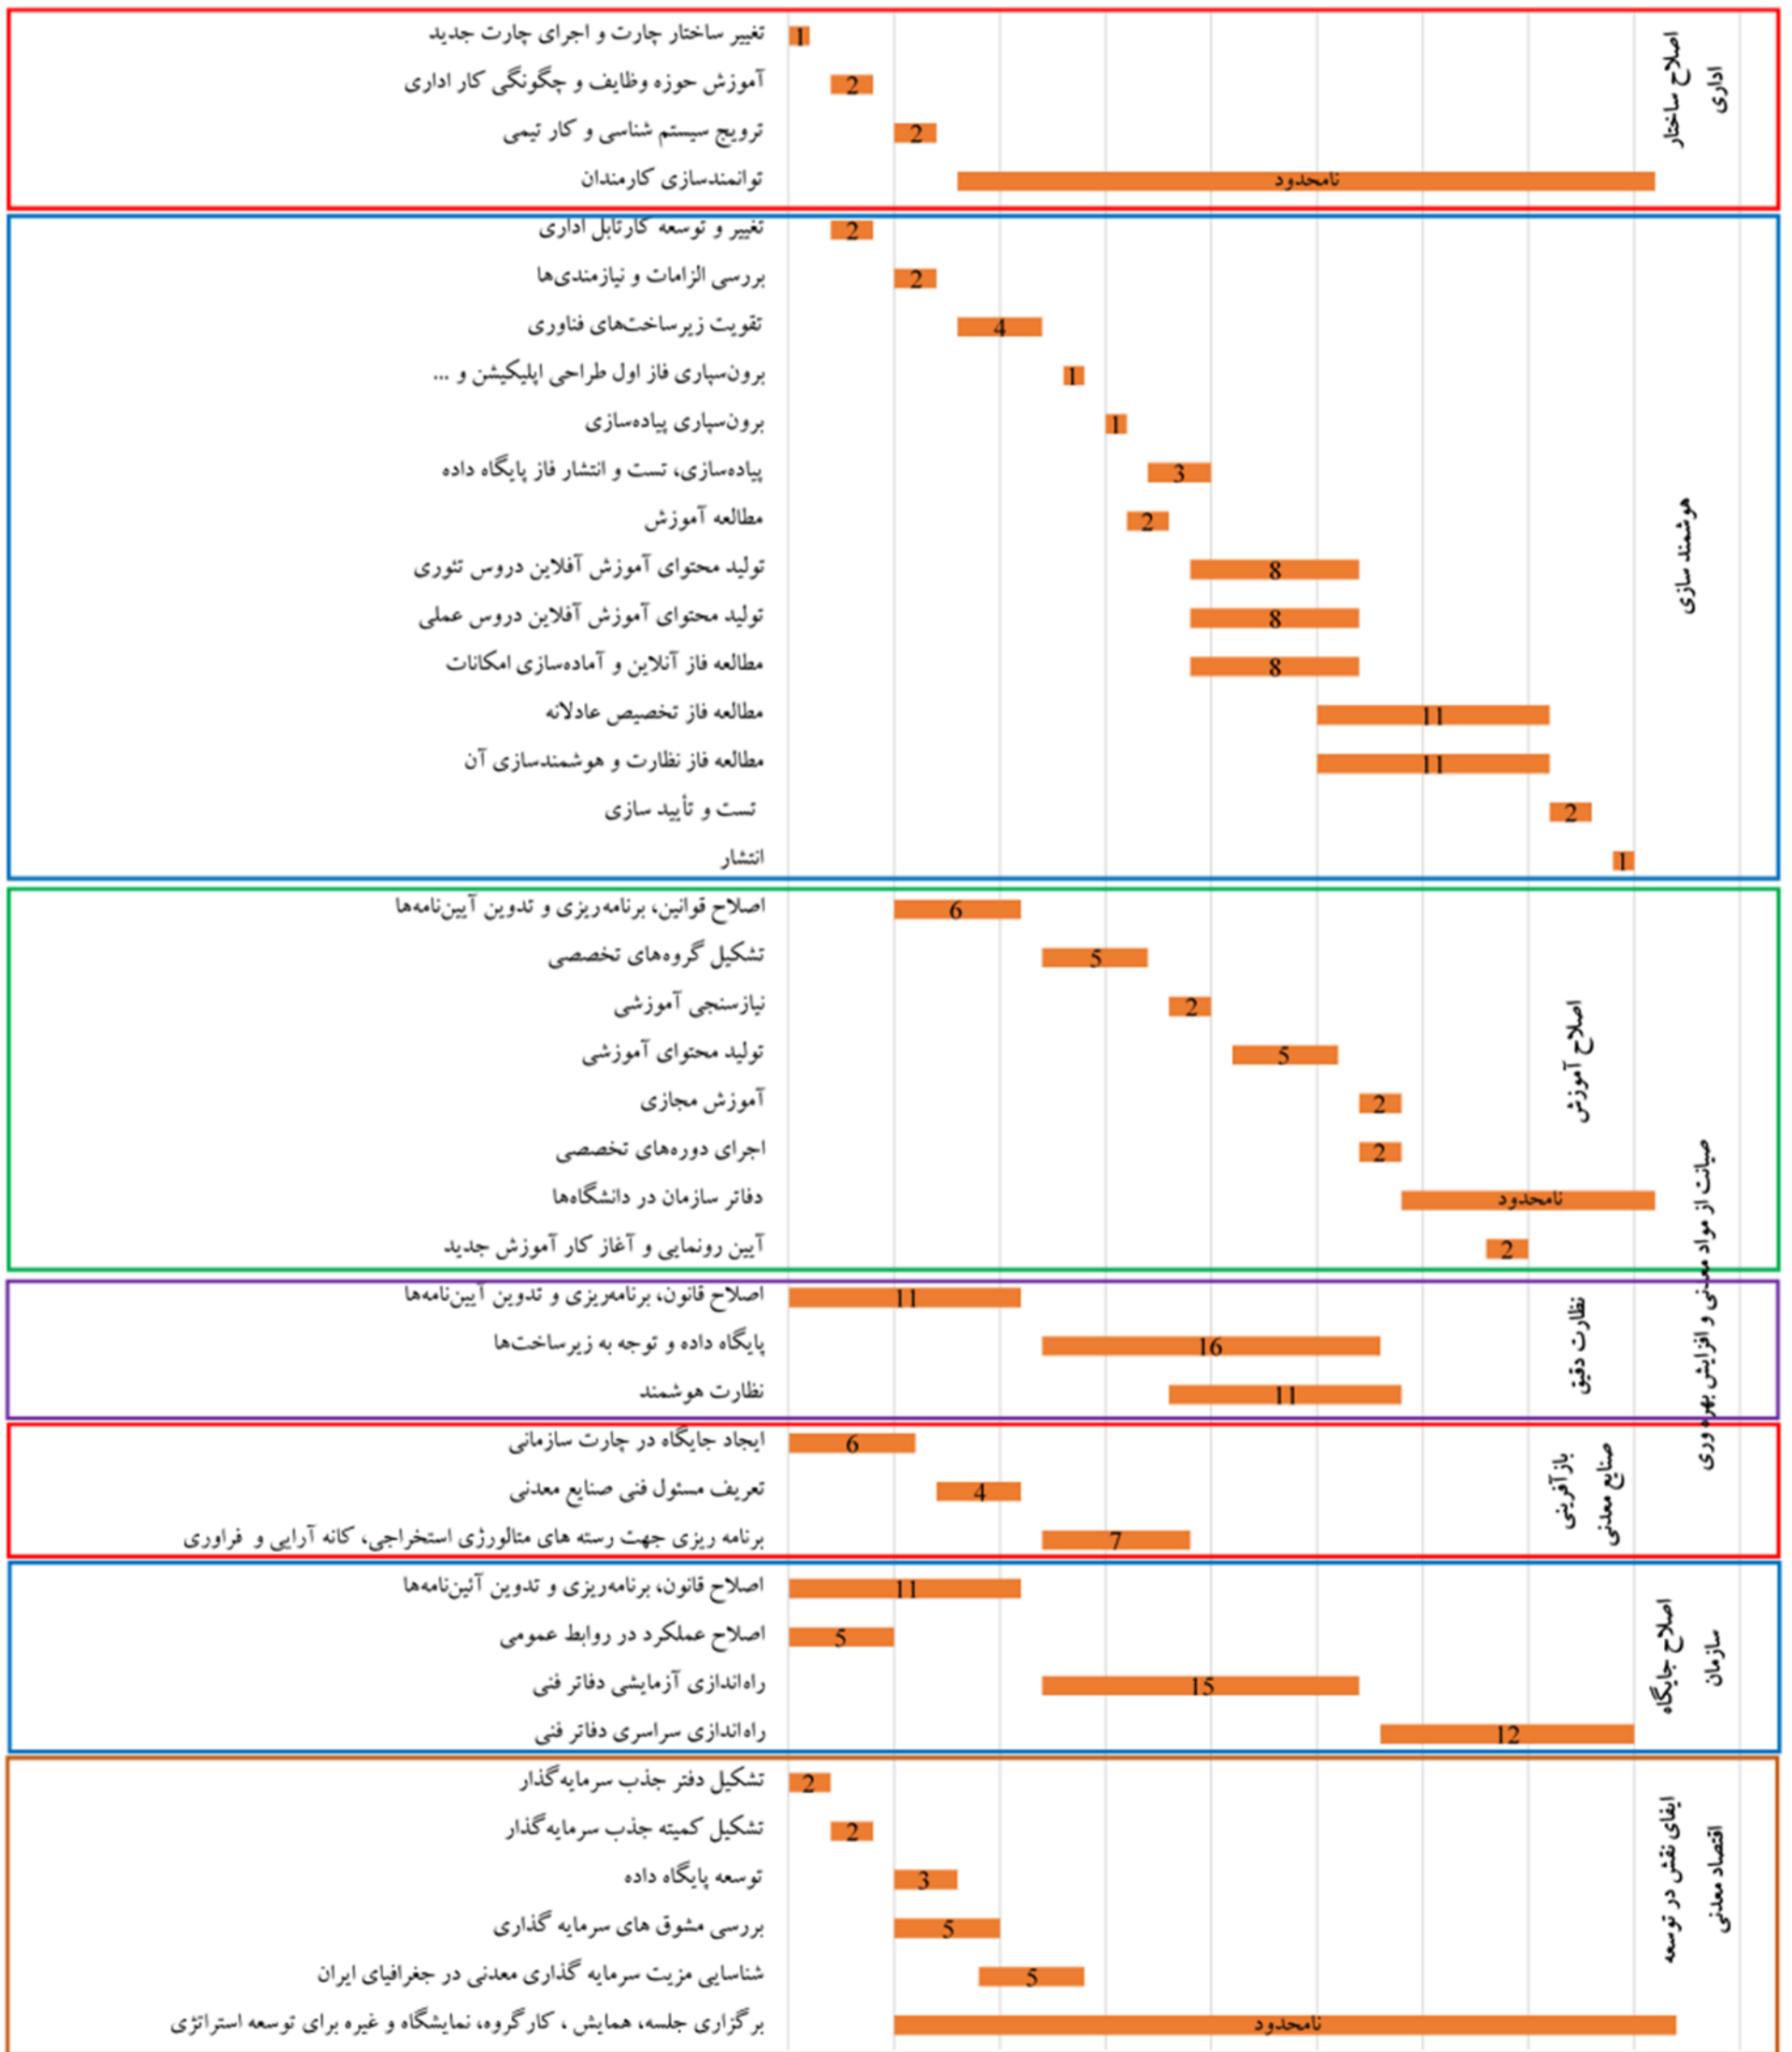 اصلاح ساختار
اداری
تغییر ساختار چارت و اجرای چارت جدید
1
آموزش حوزه وظایف و چگونگی کار اداری
2
ترویج سیستم شناسی و کار تیمی
2
توانمندسازی کارمندان
نامحدود
هوشمند سازی
تغییر و توسعه کارتابل اداری
2
بررسی الزامات و نیازمندی‌ها
2
تقویت زیرساخت‌های فناوری
4
برون‌سپاری فاز اول طراحی اپلیکیشن و ...
1
برون‌سپاری پیاده‌سازی
1
پیاده‌سازی، تست و انتشار فاز پایگاه داده
3
مطالعه آموزش
2
تولید محتوای آموزش آفلاین دروس تئوری
8
تولید محتوای آموزش آفلاین دروس عملی
8
مطالعه فاز آنلاین و آماده‌سازی امکانات
8
مطالعه فاز تخصیص عادلانه
11
مطالعه فاز نظارت و هوشمندسازی آن
11
تست و تأیید سازی
2
انتشار
1
صیانت از مواد معدنی و افزایش بهره وری
اصلاح آموزش
اصلاح قوانین، برنامه‌ریزی و تدوین آیین‌نامه‌ها
6
تشکیل گروه‌های تخصصی
5
نیازسنجی آموزشی
2
تولید محتوای آموزشی
5
آموزش مجازی
2
اجرای دوره‌های تخصصی
2
دفاتر سازمان در دانشگاه‌ها
نامحدود
آیین رونمایی و آغاز کار آموزش جدید
2
نظارت دقیق
اصلاح قانون، برنامه‌ریزی و تدوین آیین‌نامه‌ها
11
پایگاه داده و توجه به زیرساخت‌ها
16
نظارت هوشمند
11
بازآفرینی
صنایع معدنی
ایجاد جایگاه در چارت سازمانی
6
تعریف مسئول فنی صنایع معدنی
4
برنامه ریزی جهت رسته های متالورژی استخراجی، کانه آرایی و فراوری
7
اصلاح جایگاه
سازمان
اصلاح قانون، برنامه‌ریزی و تدوین آئین‌نامه‌ها
11
اصلاح عملکرد در روابط عمومی
5
راه‌اندازی آزمایشی دفاتر فنی
15
راه‌اندازی سراسری دفاتر فنی
12
ایفای نقش در توسعه
اقتصاد معدنی
تشکیل دفتر جذب سرمایه‌گذار
2
تشکیل کمیته جذب سرمایه‌گذار
2
توسعه پایگاه داده
3
بررسی مشوق های سرمایه گذاری
5
شناسایی مزیت سرمایه گذاری معدنی در جغرافیای ایران
5
برگزاری جلسه، همایش ، کارگروه، نمایشگاه و غیره برای توسعه استراتژی
نامحدود